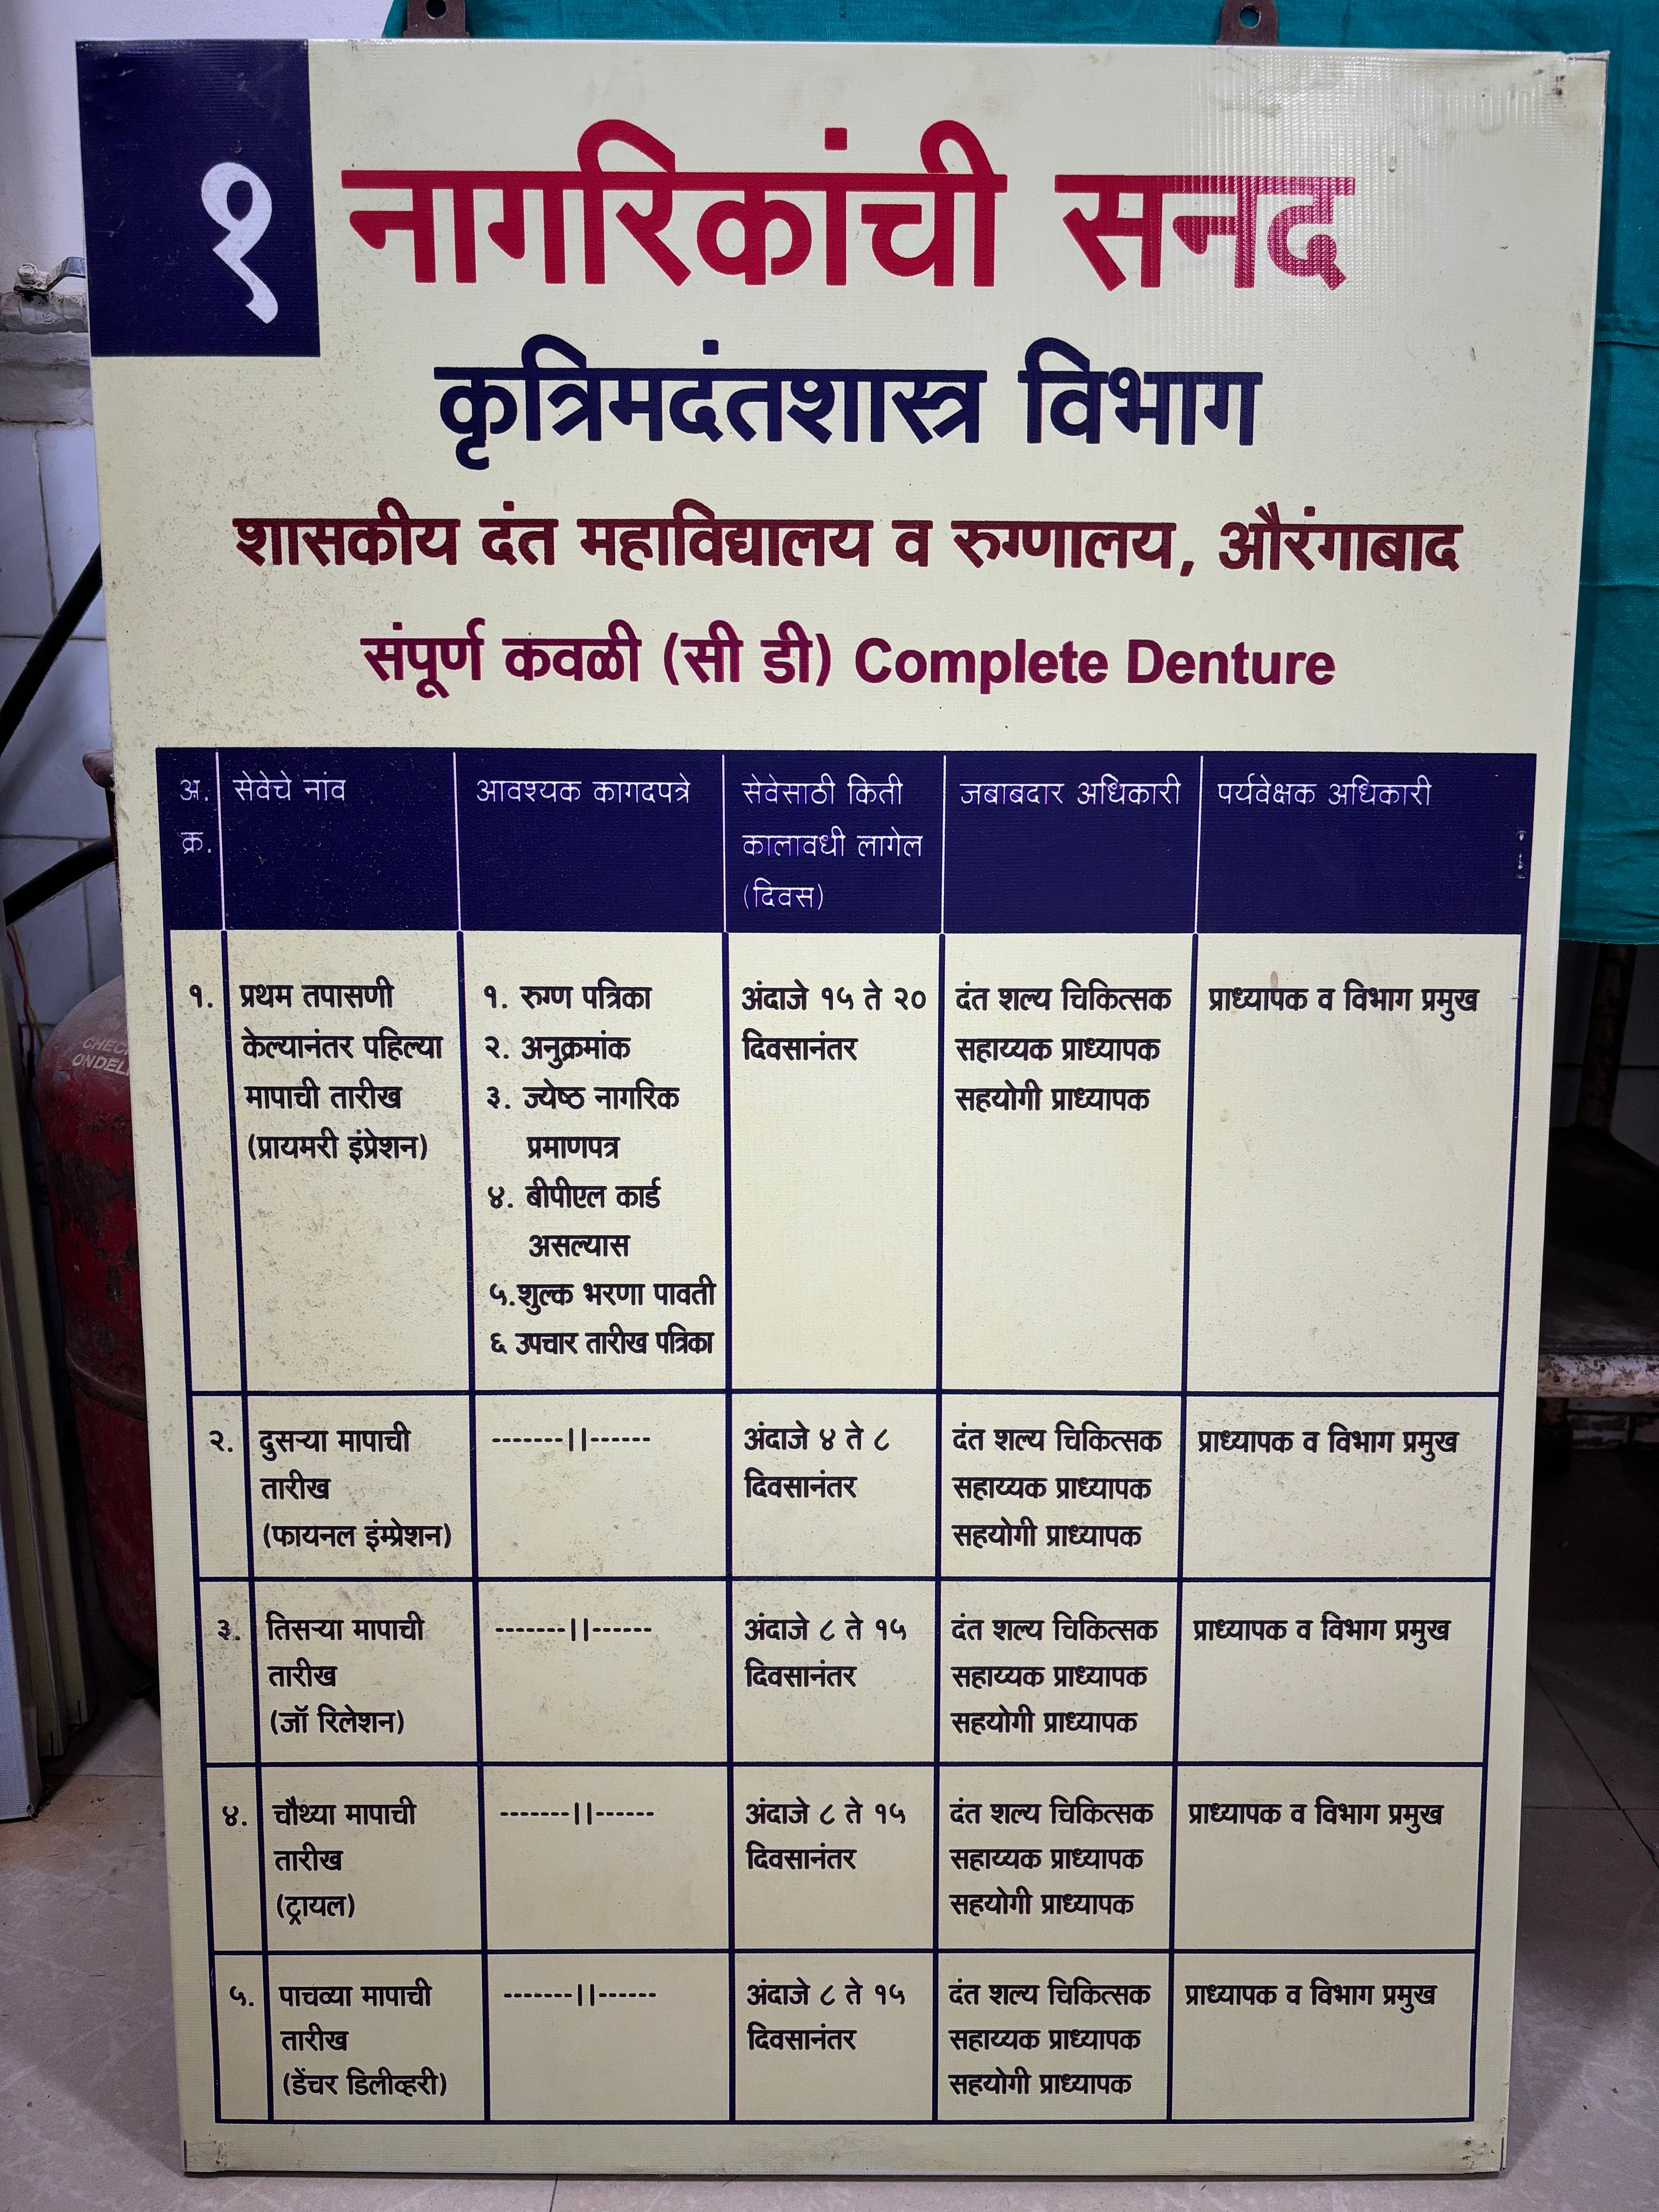 १
नागरिकांची सनद
कृत्रिमदंतशास्त्र विभाग
शासकीय दंत महाविद्यालय व रुग्णालय, औरंगाबाद
संपूर्ण कवळी (सी डी) Complete Denture
अ. क्र. सेवेचे नांव आवश्यक कागदपत्रे सेवेसाठी किती कालावधी लागेल (दिवस) जबाबदार अधिकारी पर्यवेक्षक अधिकारी
१. प्रथम तपासणी १. रुग्ण पत्रिका अंदाजे १५ ते २० दंत शल्य चिकित्सक प्राध्यापक व विभाग प्रमुख
केल्यानंतर पहिल्या २. अनुक्रमांक दिवसानंतर सहाय्यक प्राध्यापक
मापाची तारीख ३. ज्येष्ठ नागरिक सहयोगी प्राध्यापक
(प्रायमरी इंप्रेशन) प्रमाणपत्र
४. बीपीएल कार्ड
असल्यास
५.शुल्क भरणा पावती
६ उपचार तारीख पत्रिका
२. दुसऱ्या मापाची -------||------ अंदाजे ४ ते ८ दंत शल्य चिकित्सक प्राध्यापक व विभाग प्रमुख
तारीख दिवसानंतर सहाय्यक प्राध्यापक
(फायनल इंम्प्रेशन) सहयोगी प्राध्यापक
३. तिसऱ्या मापाची -------||------ अंदाजे ८ ते १५ दंत शल्य चिकित्सक प्राध्यापक व विभाग प्रमुख
तारीख दिवसानंतर सहाय्यक प्राध्यापक
(जॉ रिलेशन) सहयोगी प्राध्यापक
४. चौथ्या मापाची -------||------ अंदाजे ८ ते १५ दंत शल्य चिकित्सक प्राध्यापक व विभाग प्रमुख
तारीख दिवसानंतर सहाय्यक प्राध्यापक
(ट्रायल) सहयोगी प्राध्यापक
५. पाचव्या मापाची -------||------ अंदाजे ८ ते १५ दंत शल्य चिकित्सक प्राध्यापक व विभाग प्रमुख
तारीख दिवसानंतर सहाय्यक प्राध्यापक
(डेंचर डिलीव्हरी) सहयोगी प्राध्यापक